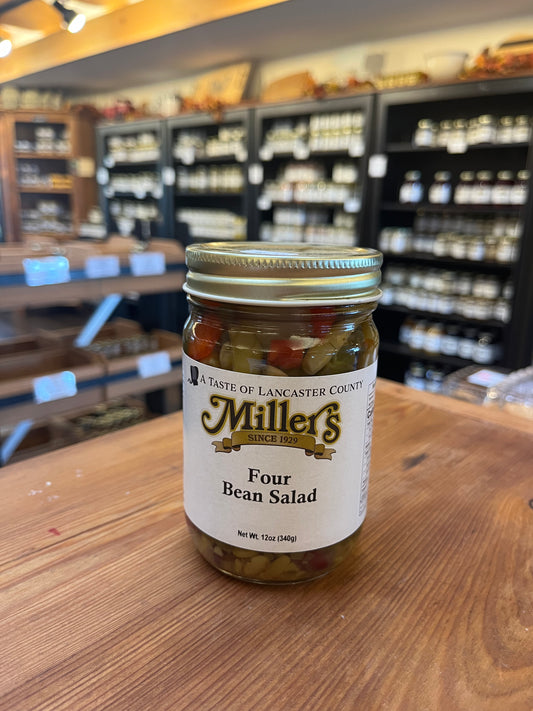 A Taste of Lancaster County
Miller's
SINCE 1929
Four
Bean Salad
Net Wt. 12oz (340g)